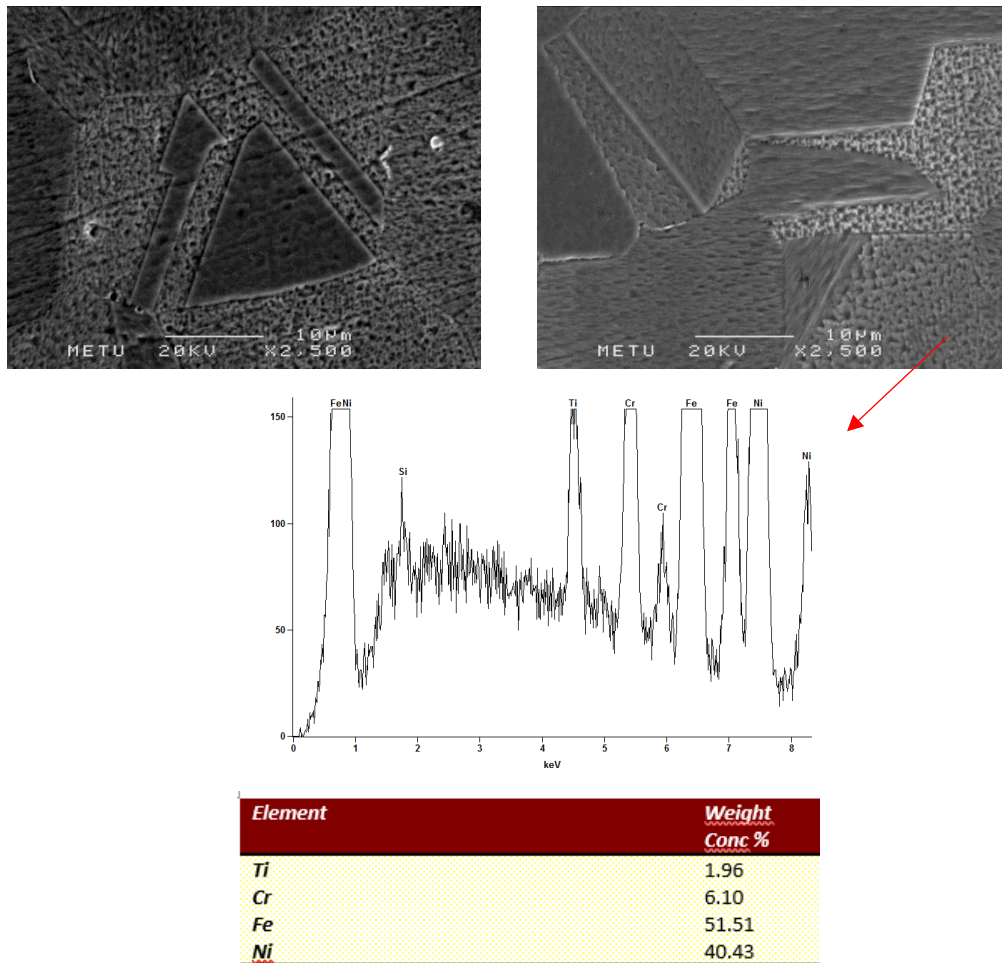 METU 20KV X2,500 10µm
METU 20KV X2,500 10µm
FeNi
Ti
Cr
Fe
Fe
Ni
Si
Cr
Ni
150
100
50
0
0 1 2 3 4 5 6 7 8
keV
Element Weight Conc %
Ti 1.96
Cr 6.10
Fe 51.51
Ni 40.43